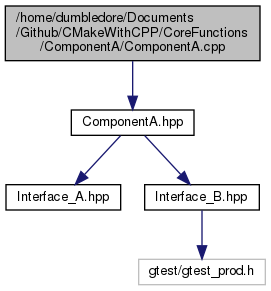 /home/dumbledore/Documents
/Github/CMakeWithCPP/CoreFunctions
/ComponentA/ComponentA.cpp
ComponentA.hpp
Interface_A.hpp
Interface_B.hpp
gtest/gtest_prod.h